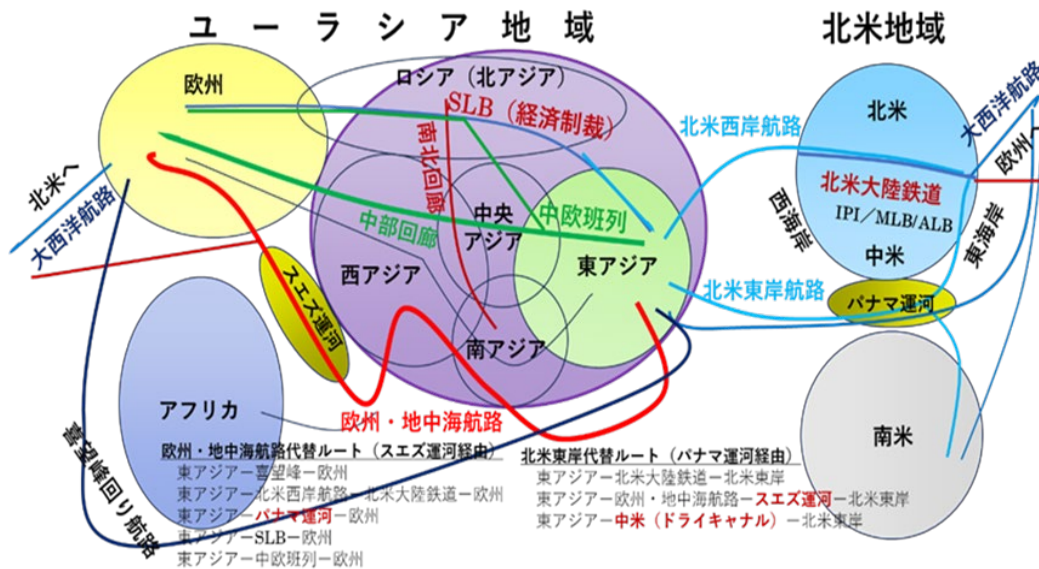 ユーラシア地域
北米地域
欧州
ロシア（北アジア）
SLB（経済制裁）
南北回廊
北米へ
大西洋航路
中部回廊
中央
アジア
中欧班列
西アジア
東アジア
南アジア
スエズ運河
北米西岸航路
北米
北米大陸鉄道
IPI／MLB/ALB
中米
西海岸
東海岸
大西洋航路
欧州へ
北米東岸航路
パナマ運河
アフリカ
欧州・地中海航路
南米
喜望峰回り航路
欧州・地中海航路代替ルート（スエズ運河経由）
東アジアー喜望峰ー欧州
東アジアー北米西岸航路ー北米大陸鉄道ー欧州
東アジアーパナマ運河ー欧州
東アジアーSLBー欧州
東アジアー中欧班列ー欧州
北米東岸代替ルート（パナマ運河経由）
東アジアー北米大陸鉄道ー北米東岸
東アジアー欧州・地中海航路ースエズ運河ー北米東岸
東アジアー中米（ドライキャナル）ー北米東岸